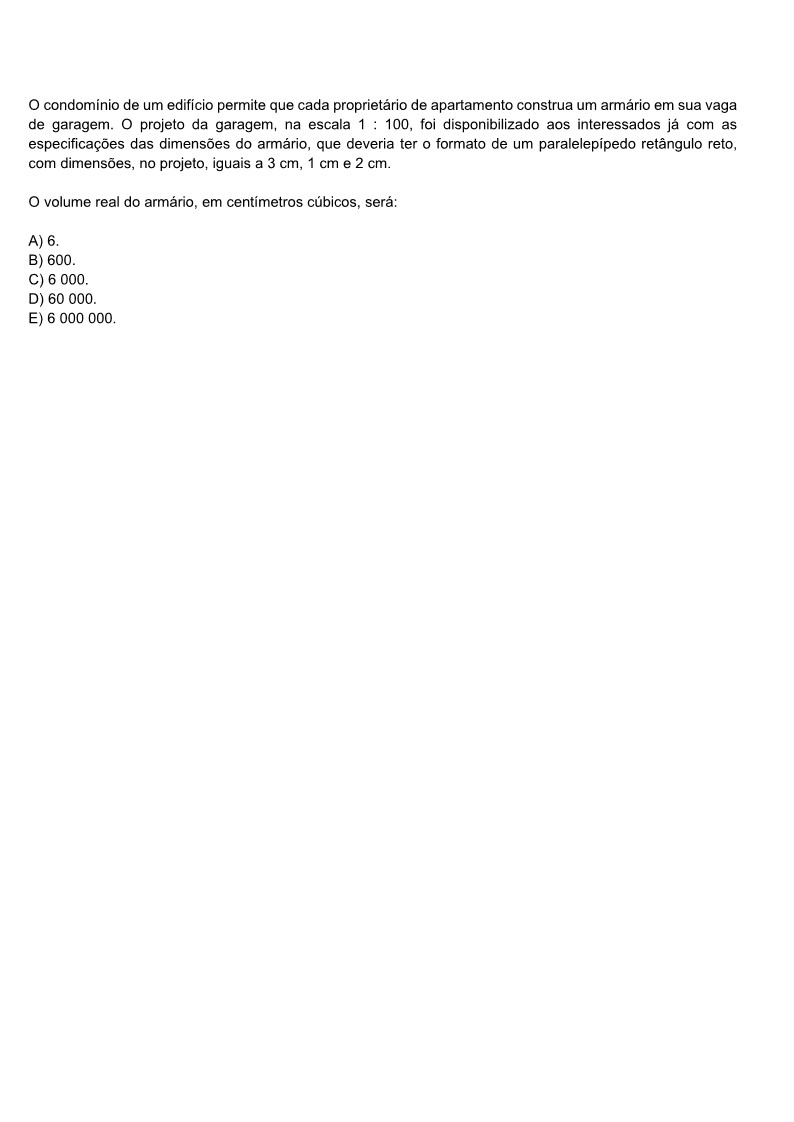 O condomínio de um edifício permite que cada proprietário de apartamento construa um armário em sua vaga
de garagem. O projeto da garagem, na escala 1 : 100, foi disponibilizado aos interessados já com as
especificações das dimensões do armário, que deveria ter o formato de um paralelepípedo retângulo reto,
com dimensões, no projeto, iguais a 3 cm, 1 cm e 2 cm.
O volume real do armário, em centímetros cúbicos, será:
A) 6.
B) 600.
C) 6 000.
D) 60 000.
E) 6 000 000.